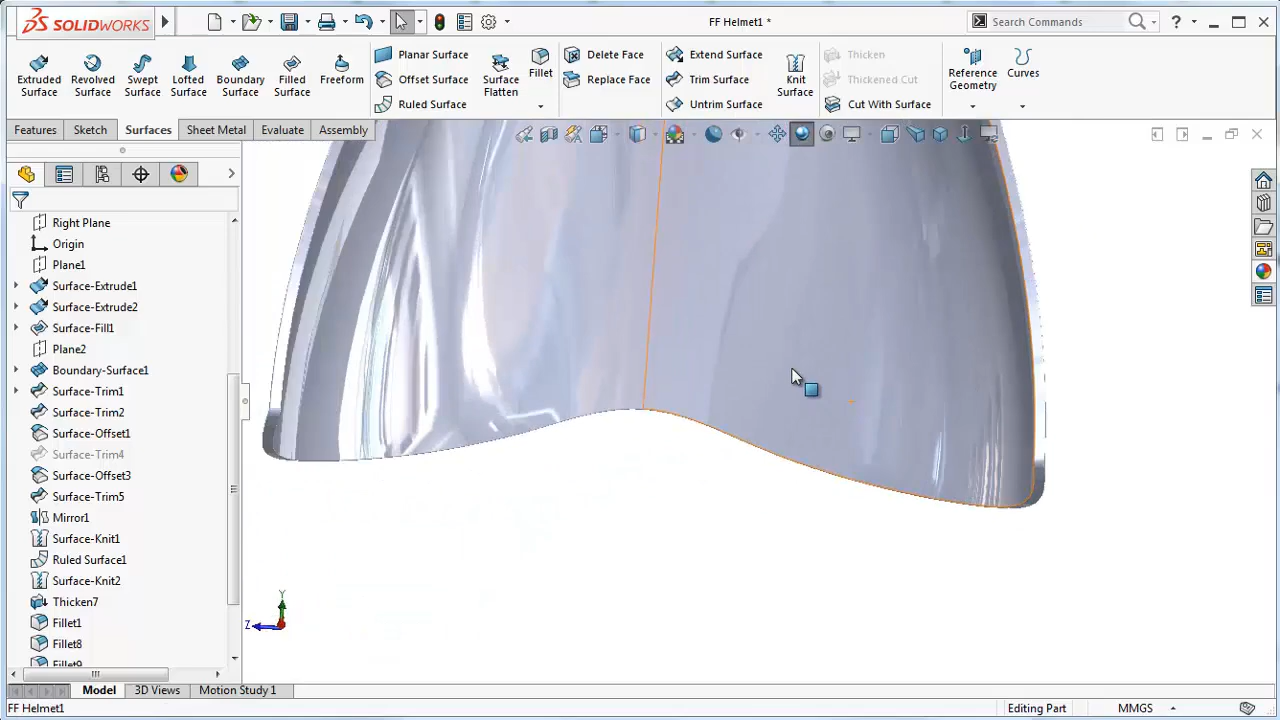 SOLIDWORKS
FF Helmet1 *
Search Commands
?
Extruded Surface
Revolved Surface
Swept Surface
Lofted Surface
Boundary Surface
Filled Surface
Freeform
Planar Surface
Offset Surface
Ruled Surface
Surface Flatten
Fillet
Delete Face
Replace Face
Extend Surface
Trim Surface
Untrim Surface
Knit Surface
Thicken
Thickened Cut
Cut With Surface
Reference Geometry
Curves
Features
Sketch
Surfaces
Sheet Metal
Evaluate
Assembly
Right Plane
Origin
Plane1
Surface-Extrude1
Surface-Extrude2
Surface-Fill1
Plane2
Boundary-Surface1
Surface-Trim1
Surface-Trim2
Surface-Offset1
Surface-Trim4
Surface-Offset3
Surface-Trim5
Mirror1
Surface-Knit1
Ruled Surface1
Surface-Knit2
Thicken7
Fillet1
Fillet8
Fillet9
Y
Z
Model
3D Views
Motion Study 1
FF Helmet1
Editing Part
MMGS